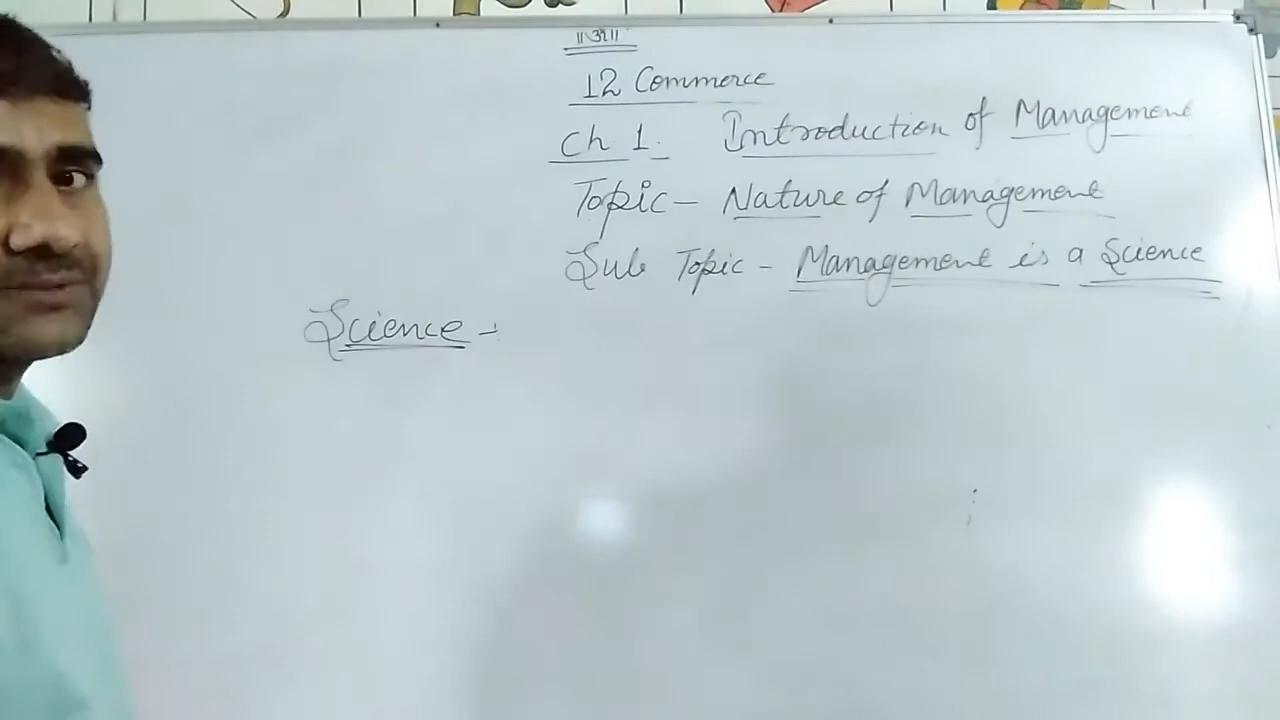 ॥ॐ॥
12 Commerce
Ch 1. Introduction of Management
Topic - Nature of Management
Sub Topic - Management is a Science
Science -